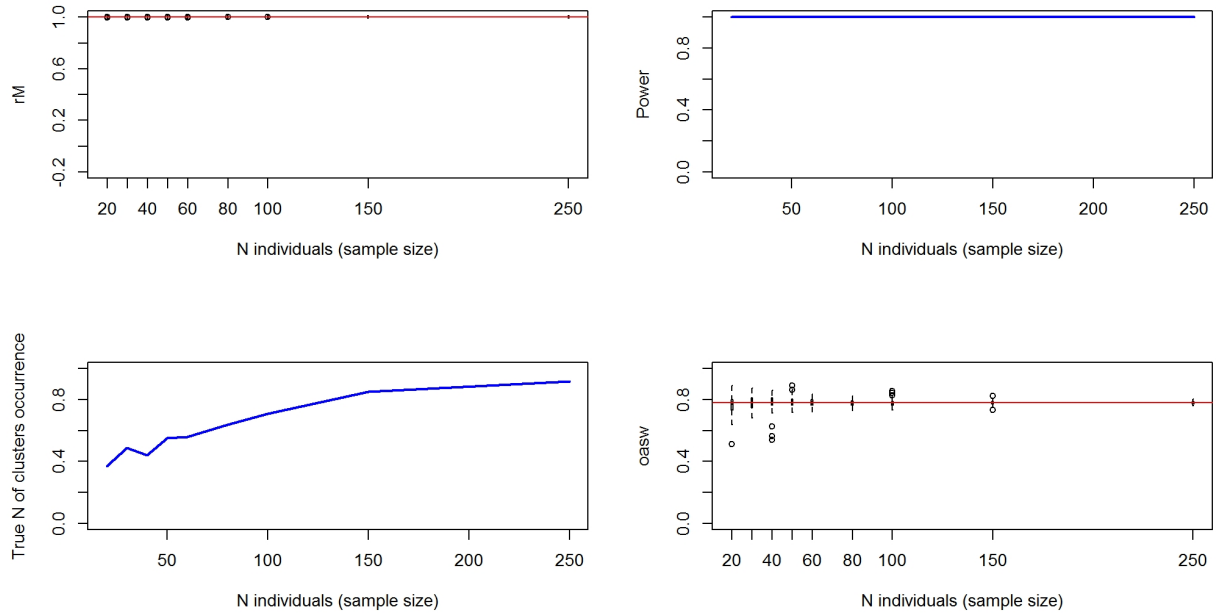 rM
1.0
0.6
0.2
-0.2
20 40 60 80 100 150 250
N individuals (sample size)
Power
0.8
0.4
0.0
50 100 150 200 250
N individuals (sample size)
True N of clusters occurrence
0.8
0.4
0.0
50 100 150 200 250
N individuals (sample size)
oasw
0.8
0.4
0.0
20 40 60 80 100 150 250
N individuals (sample size)